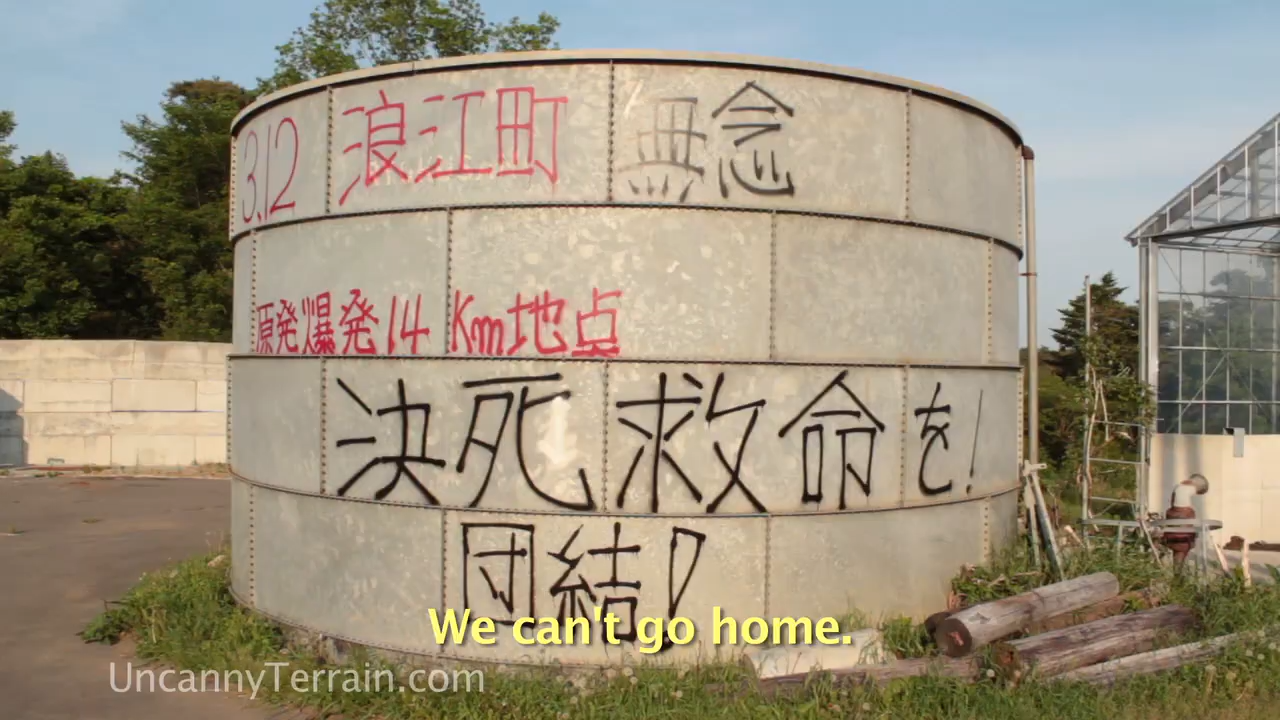 3.12 浪江町 無念
原発爆発14Km地点
決死救命を!
団結!
We can't go home.
UncannyTerrain.com